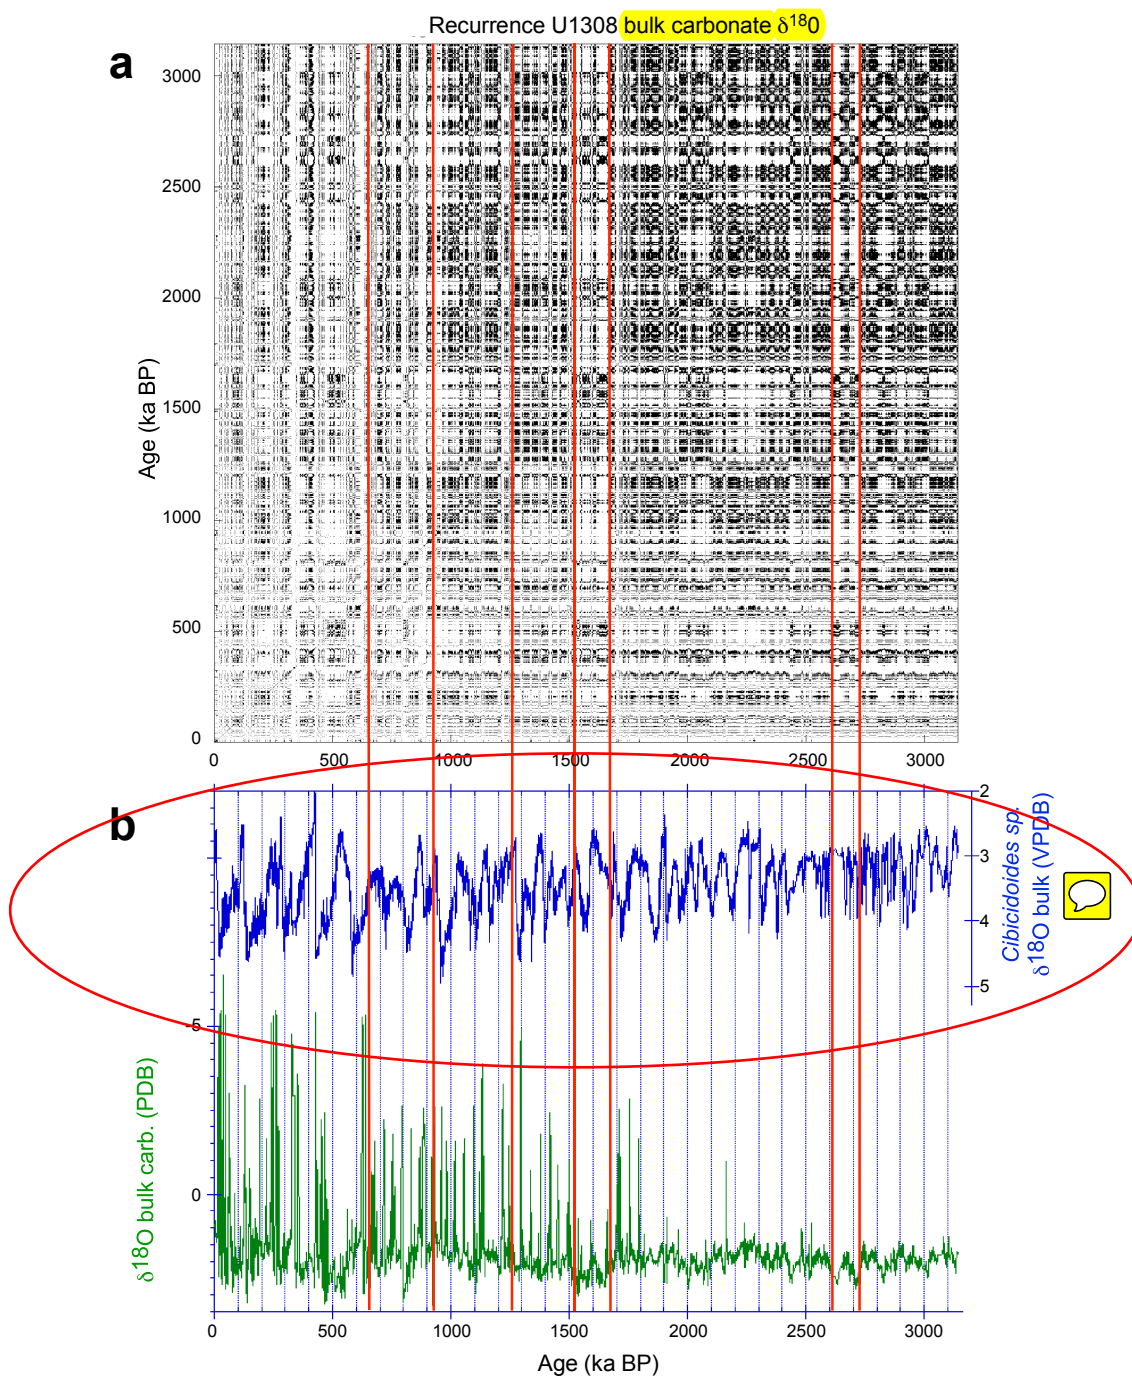 Recurrence U1308 bulk carbonate δ¹⁸0
a
3000
2500
2000
1500
1000
500
0
Age (ka BP)
0 500 1000 1500 2000 2500 3000
b
2
3
4
5
Cibicidoides sp.
δ¹⁸O bulk (VPDB)
-5
0
δ¹⁸O bulk carb. (PDB)
0 500 1000 1500 2000 2500 3000
Age (ka BP)